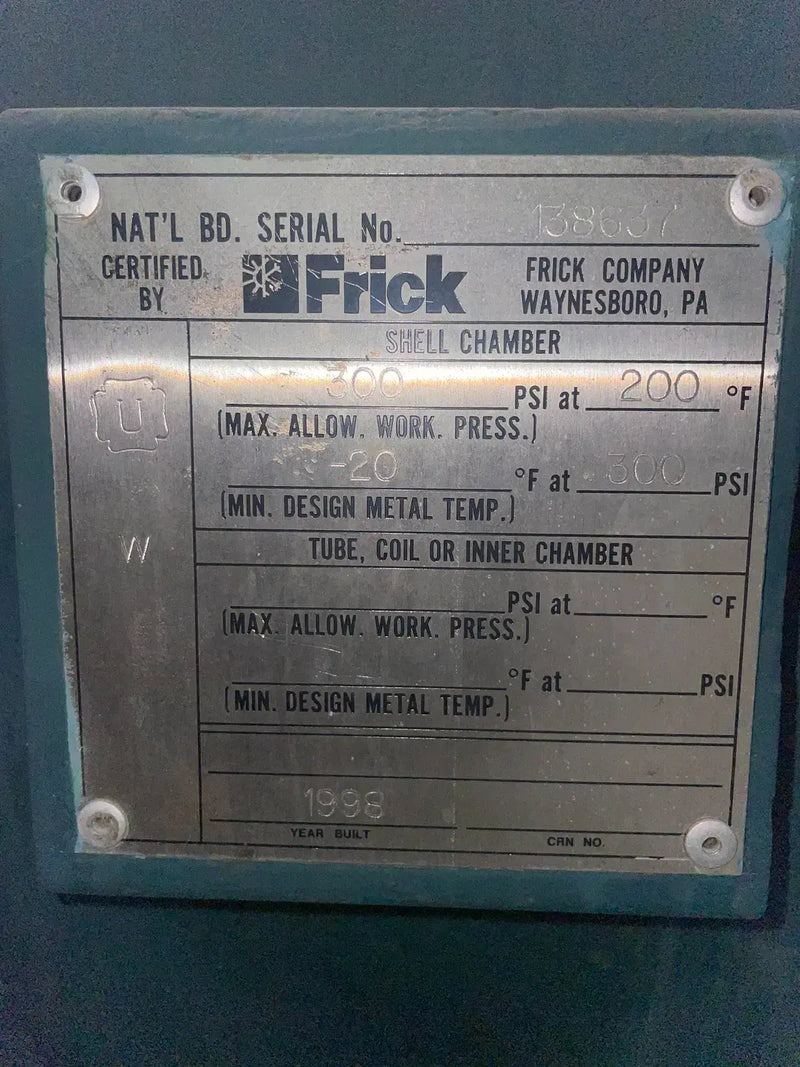 NAT'L BD. SERIAL No. 138637
CERTIFIED BY
Frick
FRICK COMPANY
WAYNESBORO, PA
SHELL CHAMBER
300 PSI at 200 °F
(MAX. ALLOW. WORK. PRESS.)
-20 °F at 300 PSI
(MIN. DESIGN METAL TEMP.)
U
W
TUBE, COIL OR INNER CHAMBER
PSI at °F
(MAX. ALLOW. WORK. PRESS.)
°F at PSI
(MIN. DESIGN METAL TEMP.)
1998
YEAR BUILT
CRN NO.